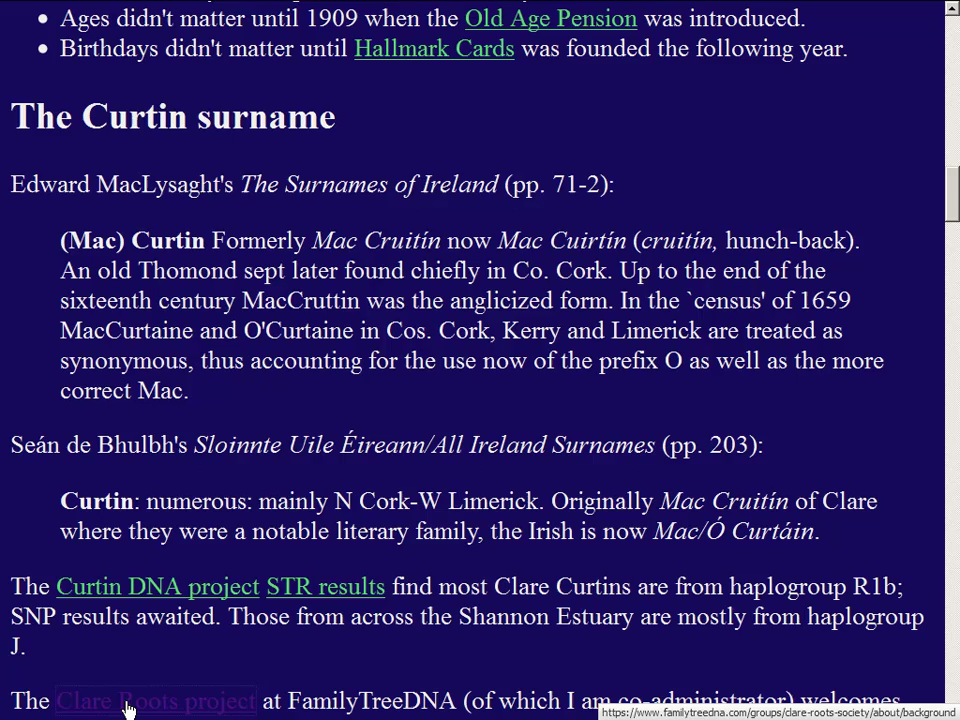 Ages didn't matter until 1909 when the Old Age Pension was introduced.
Birthdays didn't matter until Hallmark Cards was founded the following year.
The Curtin surname
Edward MacLysaght's The Surnames of Ireland (pp. 71-2):
(Mac) Curtin Formerly Mac Cruitín now Mac Cuirtín (cruitín, hunch-back).
An old Thomond sept later found chiefly in Co. Cork. Up to the end of the
sixteenth century MacCruttin was the anglicized form. In the `census' of 1659
MacCurtaine and O'Curtaine in Cos. Cork, Kerry and Limerick are treated as
synonymous, thus accounting for the use now of the prefix O as well as the more
correct Mac.
Seán de Bhulbh's Sloinnte Uile Éireann/All Ireland Surnames (pp. 203):
Curtin: numerous: mainly N Cork-W Limerick. Originally Mac Cruitín of Clare
where they were a notable literary family, the Irish is now Mac/Ó Curtáin.
The Curtin DNA project STR results find most Clare Curtins are from haplogroup R1b;
SNP results awaited. Those from across the Shannon Estuary are mostly from haplogroup
J.
The Clare Roots project at FamilyTreeDNA (of which I am co-administrator) welcomes
https://www.familytreedna.com/groups/clare-roots-society/about/background